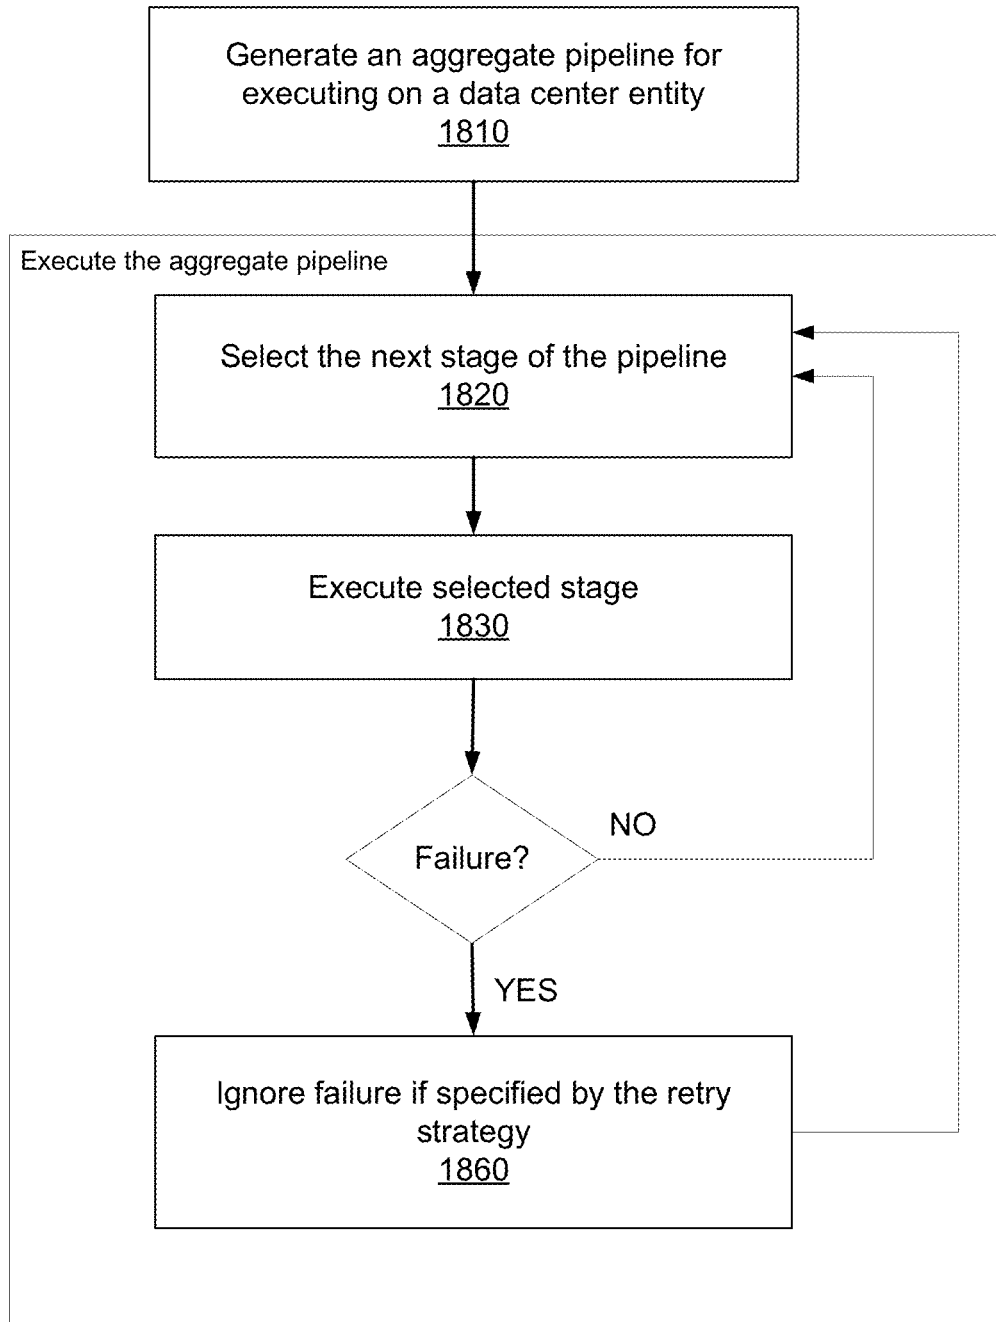 Generate an aggregate pipeline for
executing on a data center entity
1810
Execute the aggregate pipeline
Select the next stage of the pipeline
1820
Execute selected stage
1830
Failure?
NO
YES
Ignore failure if specified by the retry
strategy
1860